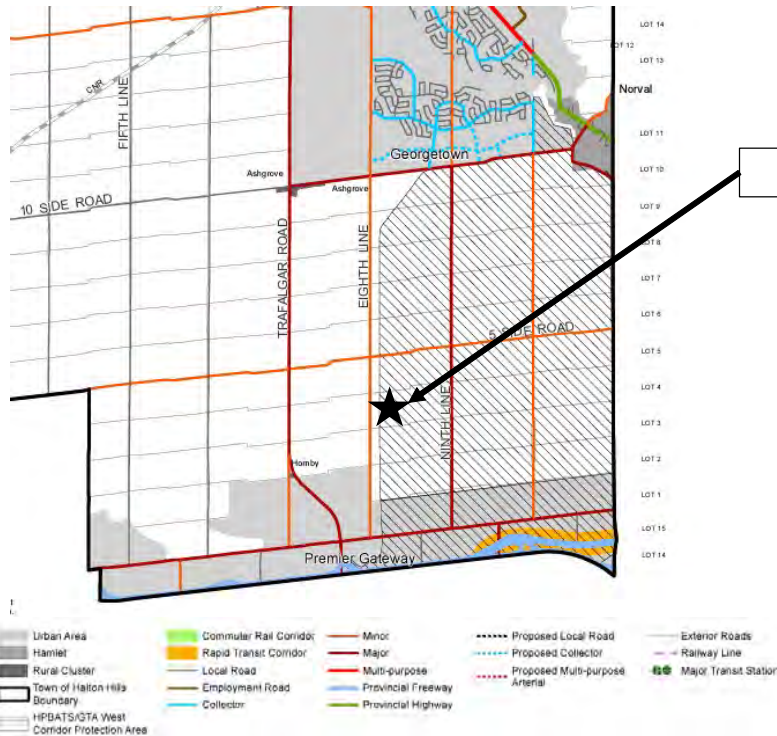 LOT 14
LOT 12
LOT 13
CNR
FIFTH LINE
Norval
LOT 11
Georgetown
LOT 10
Ashgrove
Ashgrove
10 SIDE ROAD
LOT 9
TRAFALGAR ROAD
EIGHTH LINE
LOT 8
LOT 7
LOT 6
5 SIDE ROAD
LOT 5
LOT 4
NINTH LINE
LOT 3
Hornby
LOT 2
LOT 1
LOT 15
Premier Gateway
LOT 14
Urban Area
Hamlet
Rural Cluster
Town of Halton Hills
Boundary
HPBATS/GTA West
Corridor Protection Area
Commuter Rail Corridor
Rapid Transit Corridor
Local Road
Employment Road
Collector
Minor
Major
Multi-purpose
Provincial Freeway
Provincial Highway
Proposed Local Road
Proposed Collector
Proposed Multi-purpose
Arterial
Exterior Roads
Railway Line
Major Transit Station